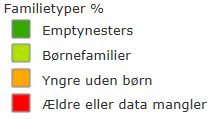 Familietyper %
Emptynesters
Børnefamilier
Yngre uden børn
Ældre eller data mangler